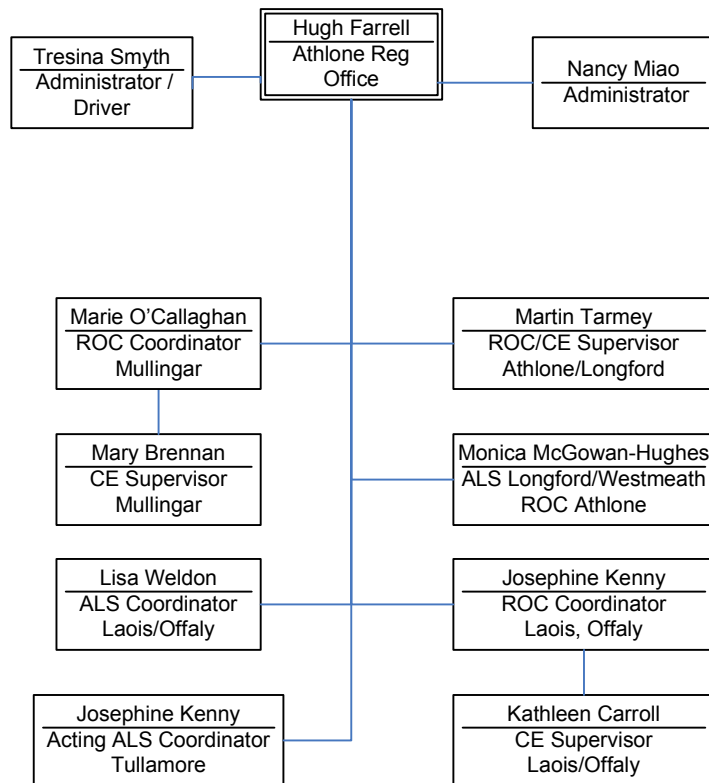 Hugh Farrell
Athlone Reg
Office
Tresina Smyth
Administrator /
Driver
Nancy Miao
Administrator
Marie O'Callaghan
ROC Coordinator
Mullingar
Martin Tarmey
ROC/CE Supervisor
Athlone/Longford
Mary Brennan
CE Supervisor
Mullingar
Monica McGowan-Hughes
ALS Longford/Westmeath
ROC Athlone
Lisa Weldon
ALS Coordinator
Laois/Offaly
Josephine Kenny
ROC Coordinator
Laois, Offaly
Josephine Kenny
Acting ALS Coordinator
Tullamore
Kathleen Carroll
CE Supervisor
Laois/Offaly